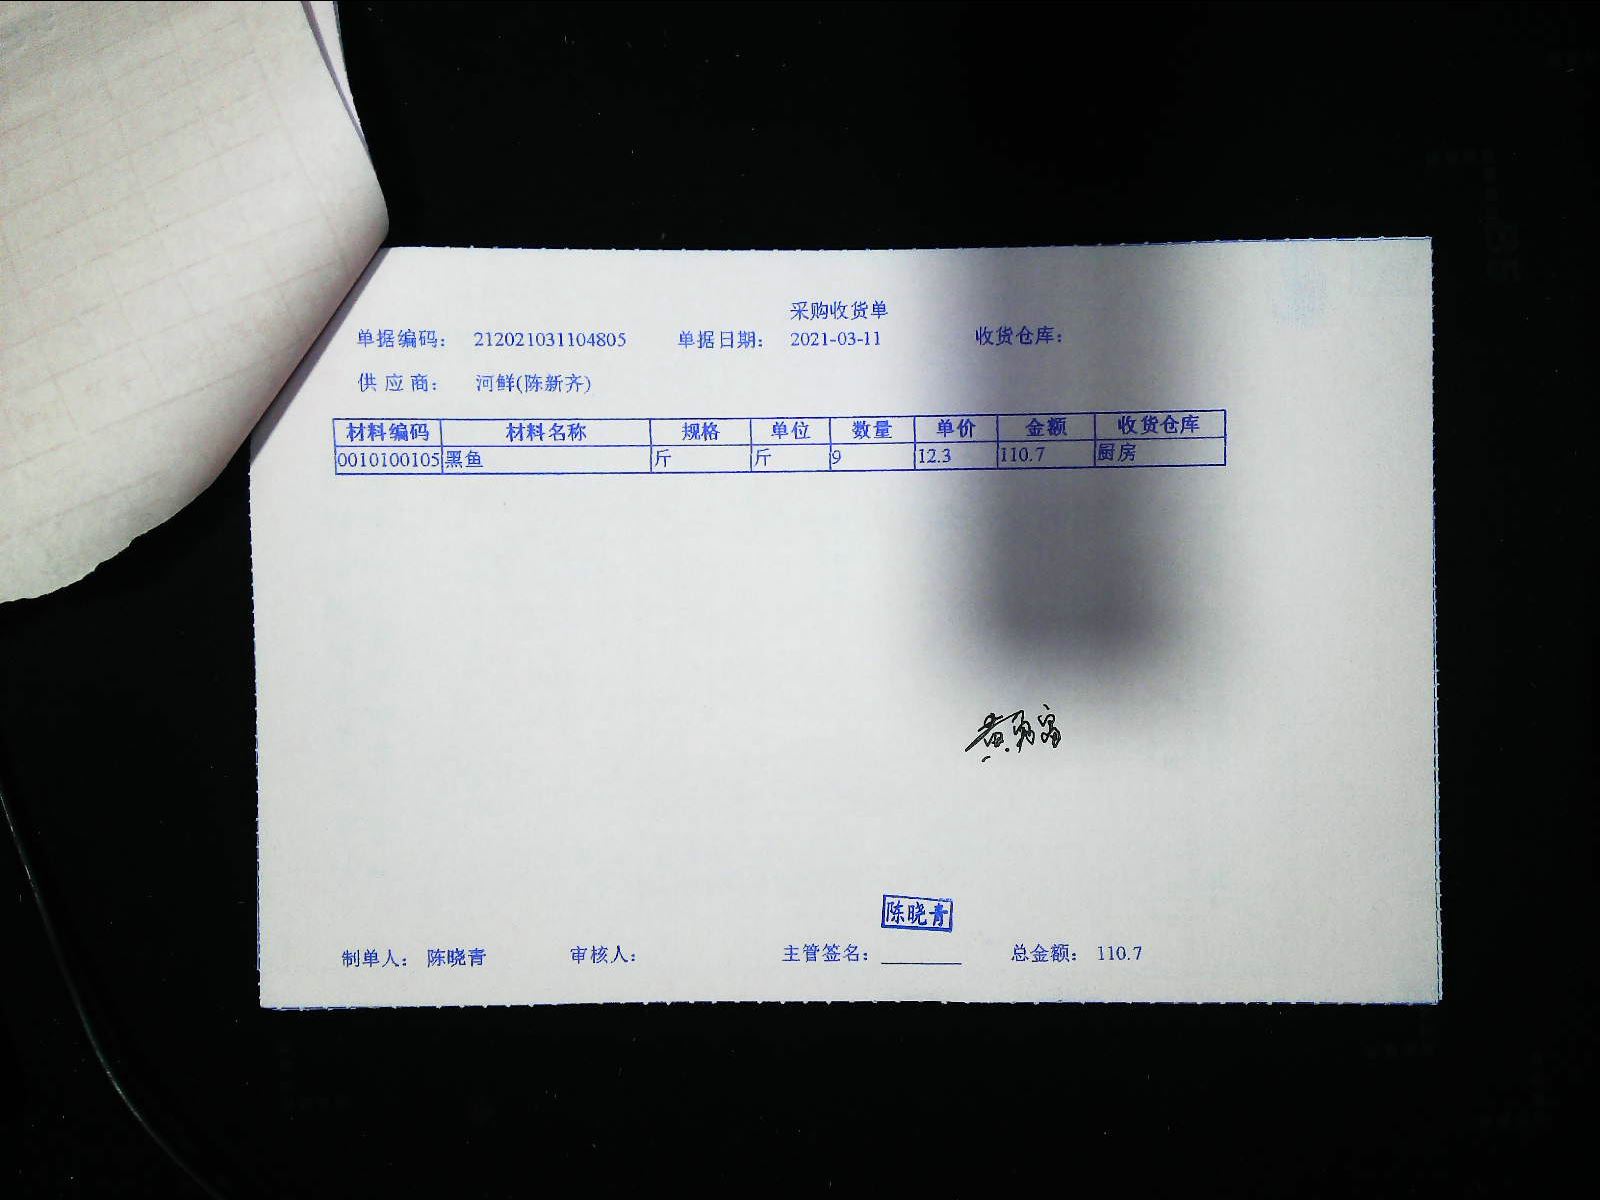 采购收货单
单据编码： 212021031104805 单据日期： 2021-03-11 收货仓库：
供应商： 河鲜(陈新齐)
材料编码 材料名称 规格 单位 数量 单价 金额 收货仓库
0010100105 黑鱼 斤 斤 9 12.3 110.7 厨房
黄勇富
陈晓青
制单人： 陈晓青 审核人： 主管签名： 总金额： 110.7